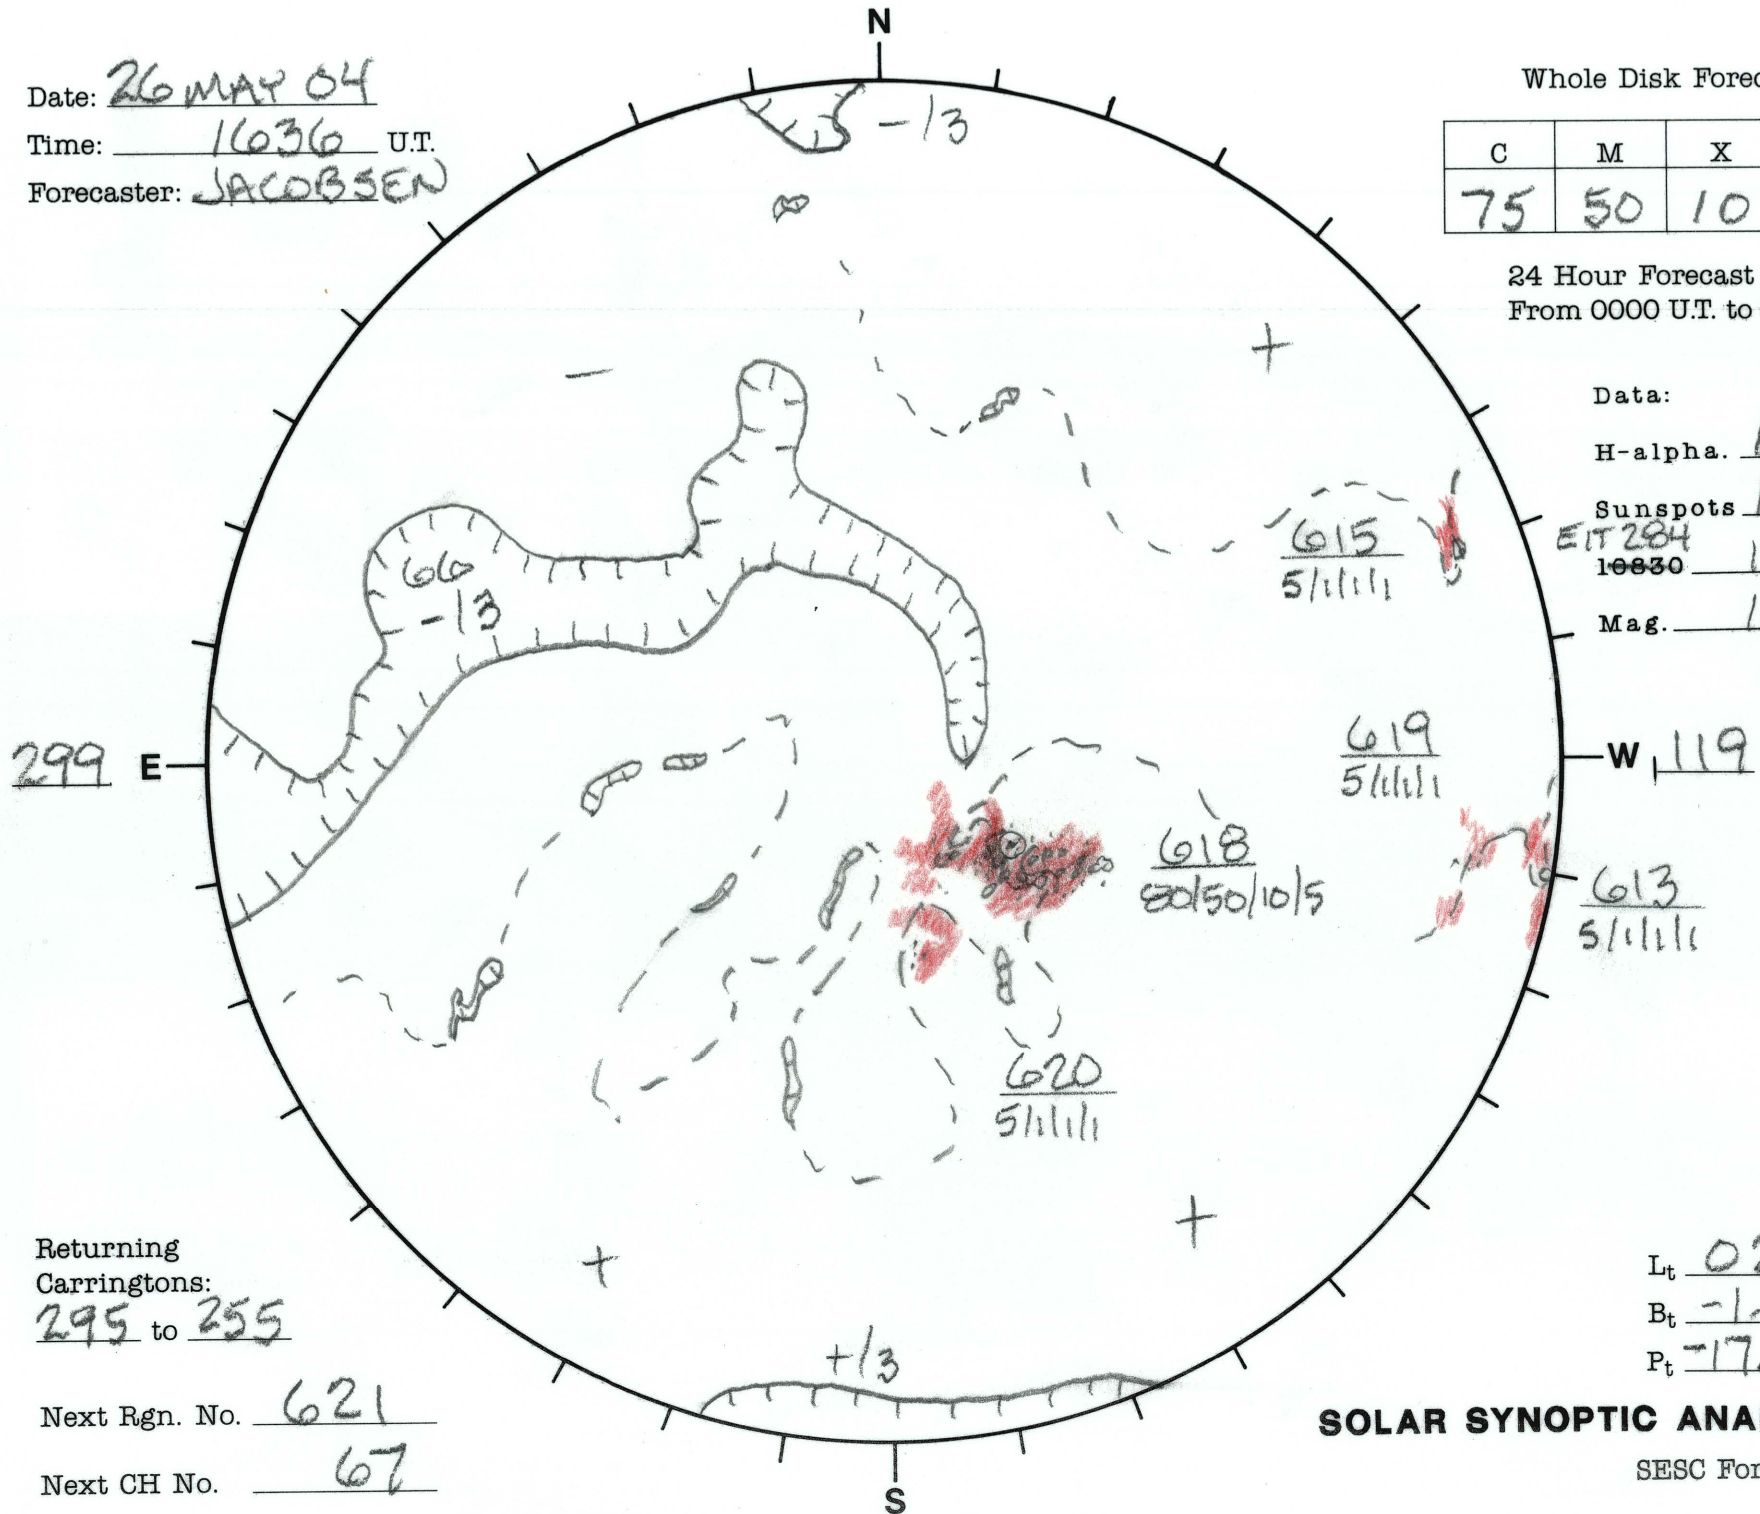 N
Date: 26 MAY 04
Time: 1636 U.T.
Forecaster: JACOBSEN
Whole Disk Forec
C M X
75 50 10
24 Hour Forecast
From 0000 U.T. to
-13
+
-
Data:
H-alpha.
Sunspots
EIT 284
10830
Mag.
615
5/1/1/1
66
-13
299 E
W 119
619
5/1/1/1
618
80/50/10/5
613
5/1/1/1
620
5/1/1/1
+
+
Returning
Carringtons:
295 to 255
Lt 02
Bt -1.
Pt -17.
+13
Next Rgn. No. 621
Next CH No. 67
SOLAR SYNOPTIC ANA
SESC For
S